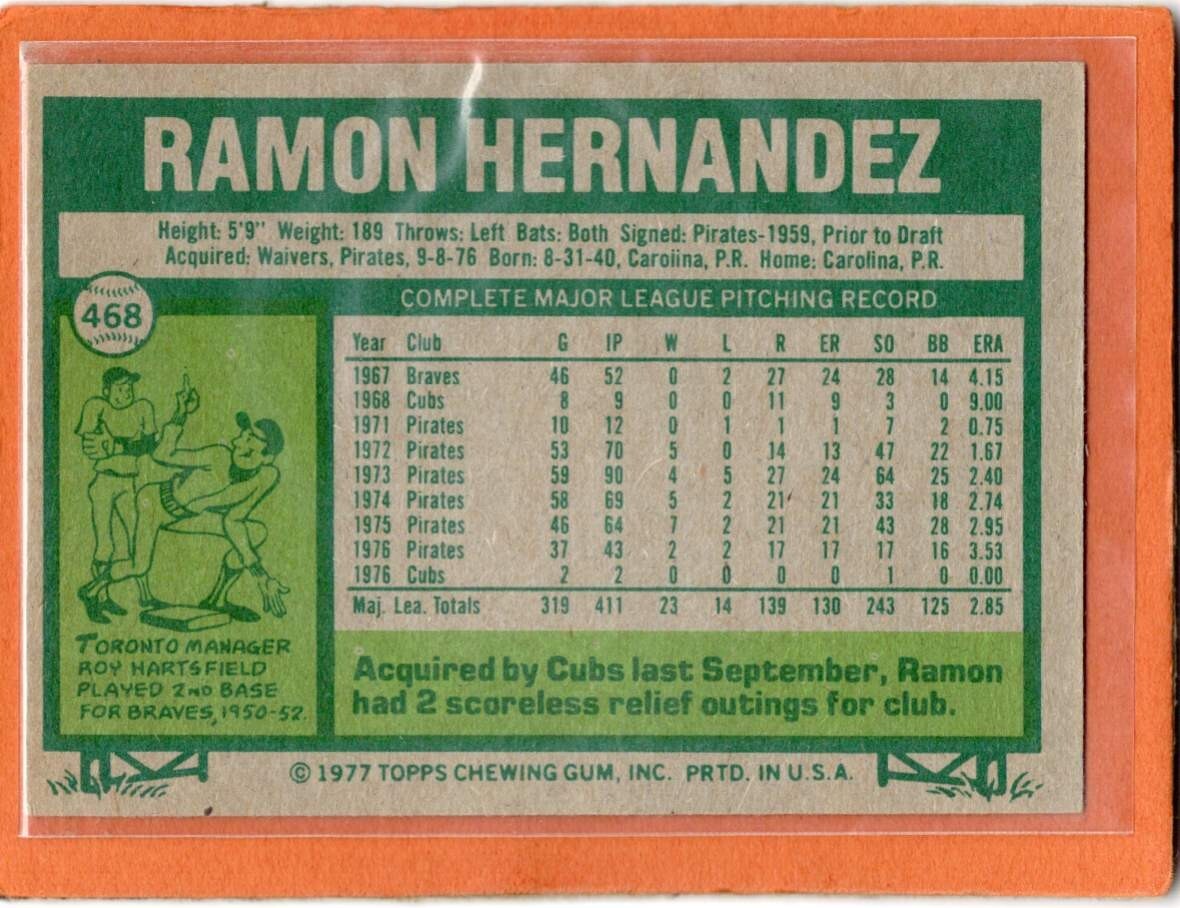 RAMON HERNANDEZ
Height: 5'9" Weight: 189 Throws: Left Bats: Both Signed: Pirates-1959, Prior to Draft
Acquired: Waivers, Pirates, 9-8-76 Born: 8-31-40, Caroiina, P.R. Home: Carolina, P.R.
468
COMPLETE MAJOR LEAGUE PITCHING RECORD
Year Club G IP W L R ER SO BB ERA
1967 Braves 46 52 0 2 27 24 28 14 4.15
1968 Cubs 8 9 0 0 11 9 3 0 9.00
1971 Pirates 10 12 0 1 1 1 7 2 0.75
1972 Pirates 53 70 5 0 14 13 47 22 1.67
1973 Pirates 59 90 4 5 27 24 64 25 2.40
1974 Pirates 58 69 5 2 21 21 33 18 2.74
1975 Pirates 46 64 7 2 21 21 43 28 2.95
1976 Pirates 37 43 2 2 17 17 17 16 3.53
1976 Cubs 2 2 0 0 0 0 1 0 0.00
Maj. Lea. Totals 319 411 23 14 139 130 243 125 2.85
TORONTO MANAGER
ROY HARTSFIELD
PLAYED 2ND BASE
FOR BRAVES, 1950-52.
Acquired by Cubs last September, Ramon
had 2 scoreless relief outings for club.
© 1977 TOPPS CHEWING GUM, INC. PRTD. IN U.S.A.